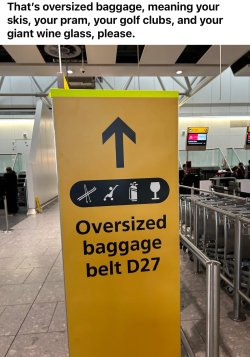 That's oversized baggage, meaning your
skis, your pram, your golf clubs, and your
giant wine glass, please.
Oversized
baggage
belt D27